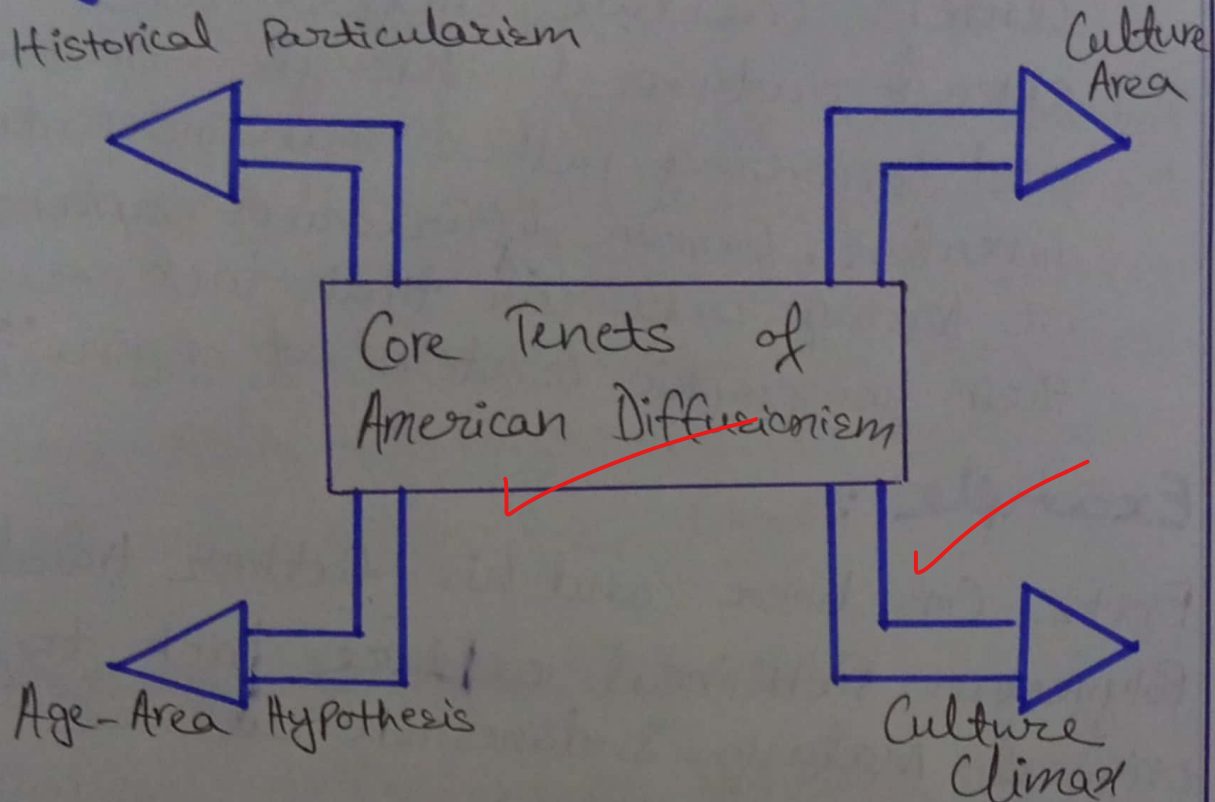 Historical Particularism
Culture
Area
Core Tenets of
American Diffusionism
Age-Area Hypothesis
Culture
Climax